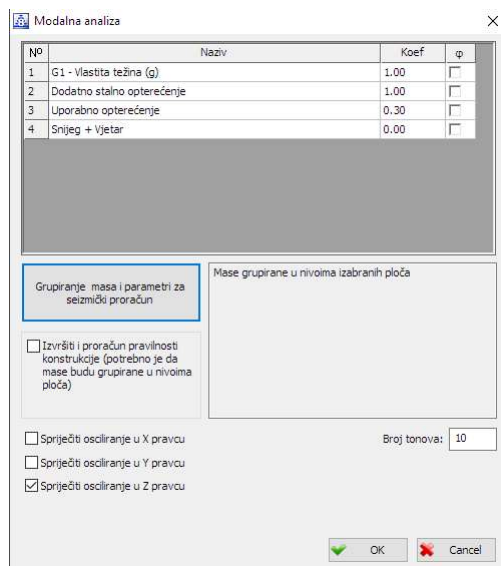 Modalna analiza
Nº Naziv Koef φ
1 G1 - Vlastita težina (g) 1.00
2 Dodatno stalno opterećenje 1.00
3 Uporabno opterećenje 0.30
4 Snijeg + Vjetar 0.00
Grupiranje masa i parametri za
seizmički proračun
Mase grupirane u nivoima izabranih ploča
Izvršiti i proračun pravilnosti
konstrukcije (potrebno je da
mase budu grupirane u nivoima
ploča)
Spriječiti osciliranje u X pravcu
Broj tonova: 10
Spriječiti osciliranje u Y pravcu
Spriječiti osciliranje u Z pravcu
OK Cancel